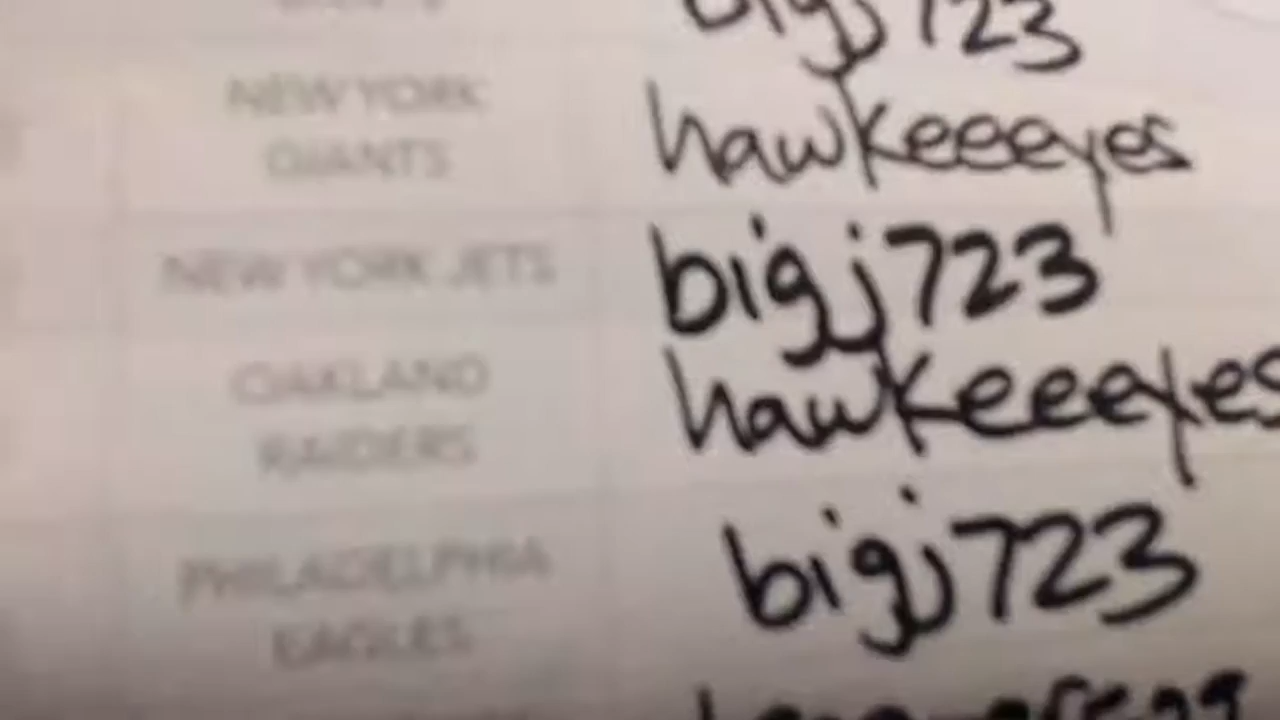 bigj723
NEW YORK
GIANTS
hawkeeeyes
NEW YORK JETS
bigj723
OAKLAND
RAIDERS
hawkeeeyes
PHILADELPHIA
EAGLES
bigj723